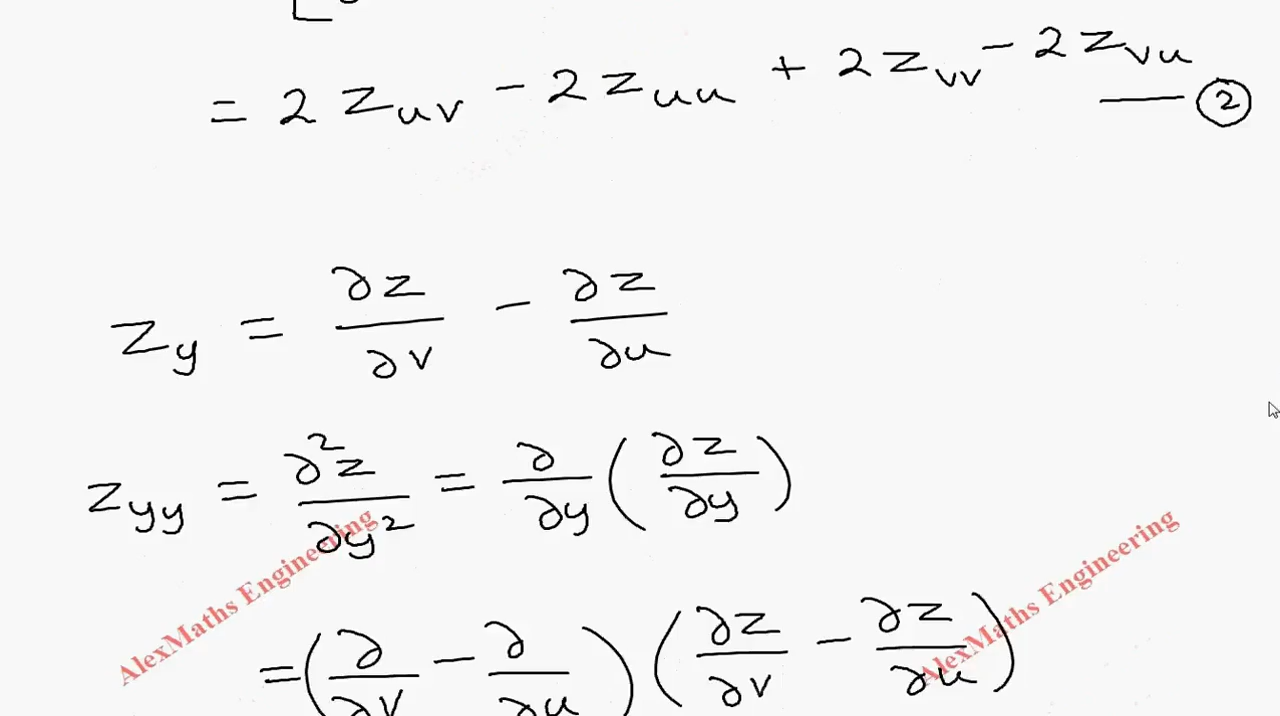 = 2 z_uv - 2 z_uu + 2 z_vv - 2 z_vu — ②
z_y = ∂z/∂v - ∂z/∂u
z_yy = ∂²z/∂y² = ∂/∂y (∂z/∂y)
= (∂/∂v - ∂/∂u) (∂z/∂v - ∂z/∂u)
AlexMaths Engineering
AlexMaths Engineering